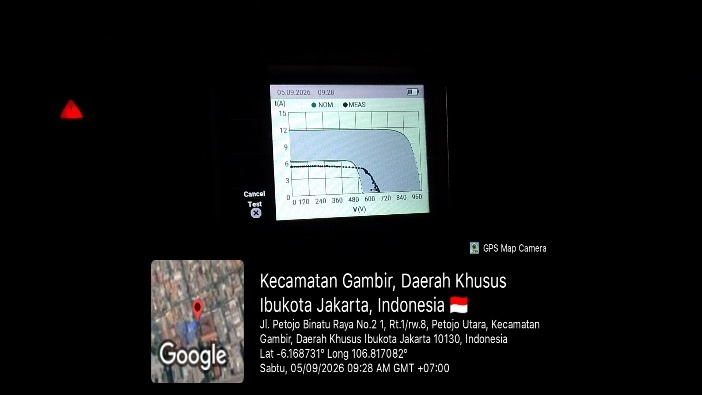 05.09.2026 09:28
I(A)
NOM MEAS
15
12
9
6
3
0 120 240 360 480 600 720 840 960
V(V)
Cancel
Test
GPS Map Camera
Kecamatan Gambir, Daerah Khusus
Ibukota Jakarta, Indonesia 🇮🇩
Jl. Petojo Binatu Raya No.2 1, Rt.1/rw.8, Petojo Utara, Kecamatan
Gambir, Daerah Khusus Ibukota Jakarta 10130, Indonesia
Lat -6.168731° Long 106.817082°
Sabtu, 05/09/2026 09:28 AM GMT +07:00
Google